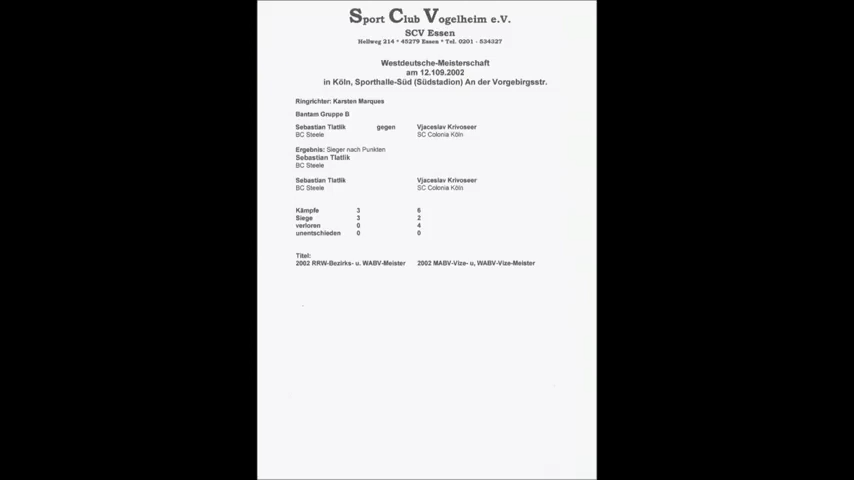 Sport Club Vogelheim e.V.
SCV Essen
Hellweg 214 * 45279 Essen * Tel. 0201 - 534327
Westdeutsche-Meisterschaft
am 12.109.2002
in Köln, Sporthalle-Süd (Südstadion) An der Vorgebirgsstr.
Ringrichter: Karsten Marques
Bantam Gruppe B
Sebastian Tlatlik gegen Vjaceslav Krivoseer
BC Steele SC Colonia Köln
Ergebnis: Sieger nach Punkten
Sebastian Tlatlik
BC Steele
Sebastian Tlatlik Vjaceslav Krivoseer
BC Steele SC Colonia Köln
Kämpfe 3 6
Siege 3 2
verloren 0 4
unentschieden 0 0
Titel:
2002 RRW-Bezirks- u. WABV-Meister 2002 MABV-Vize- u, WABV-Vize-Meister